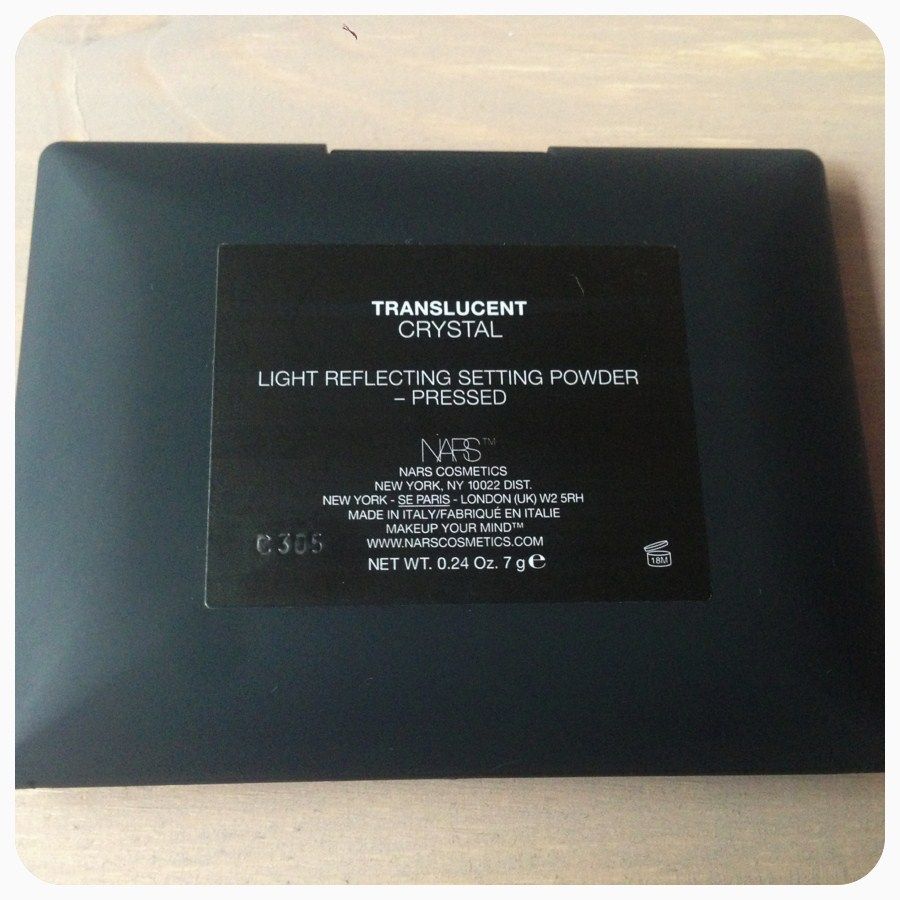 TRANSLUCENT
CRYSTAL
LIGHT REFLECTING SETTING POWDER
– PRESSED
NARS™
NARS COSMETICS
NEW YORK, NY 10022 DIST.
NEW YORK - SE PARIS - LONDON (UK) W2 5RH
MADE IN ITALY/FABRIQUÉ EN ITALIE
MAKEUP YOUR MIND™
C305
WWW.NARSCOSMETICS.COM
NET WT. 0.24 Oz. 7 g ℮
18M